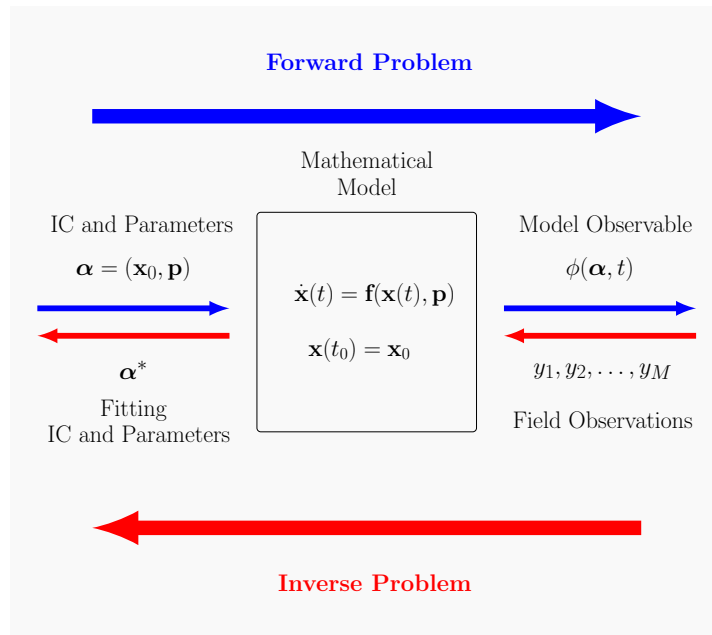 Forward Problem
Mathematical
Model
IC and Parameters
α = (x₀, p)
ẋ(t) = f(x(t), p)
x(t₀) = x₀
Model Observable
ϕ(α, t)
α*
Fitting
IC and Parameters
y₁, y₂, . . . , y_M
Field Observations
Inverse Problem